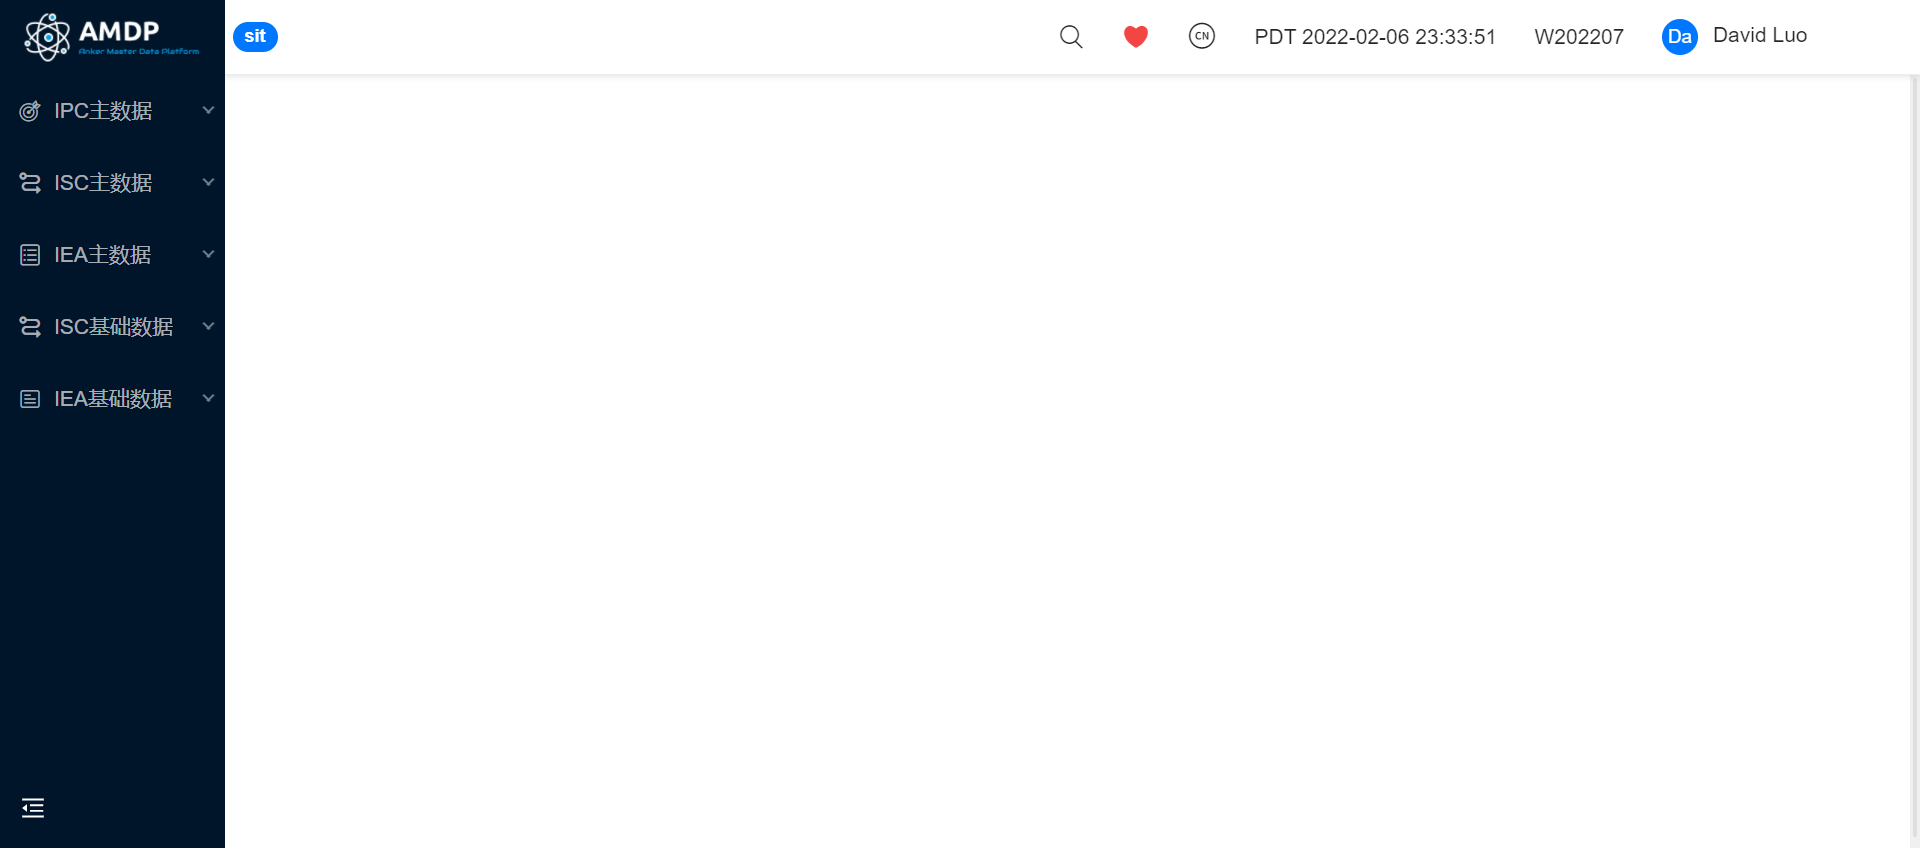 AMDP
Anker Master Data Platform
sit
CN
PDT 2022-02-06 23:33:51
W202207
Da
David Luo
IPC主数据
ISC主数据
IEA主数据
ISC基础数据
IEA基础数据